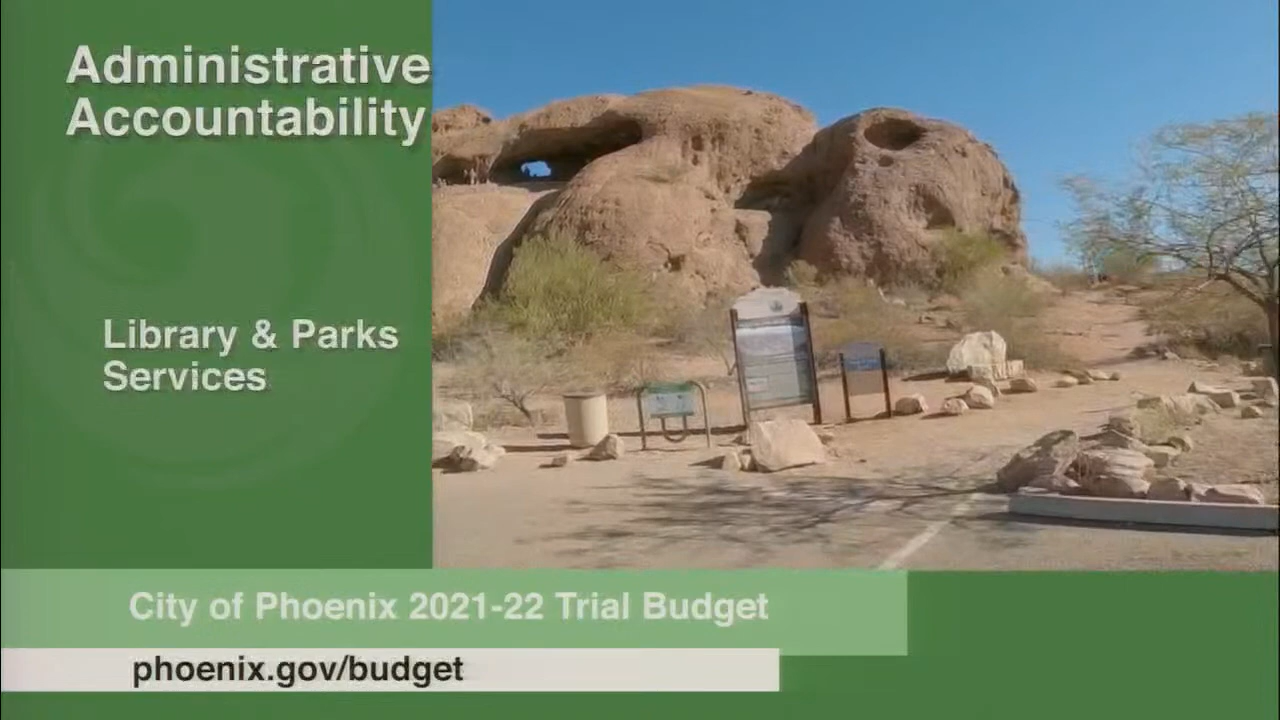 Administrative
Accountability
Library & Parks
Services
City of Phoenix 2021-22 Trial Budget
phoenix.gov/budget